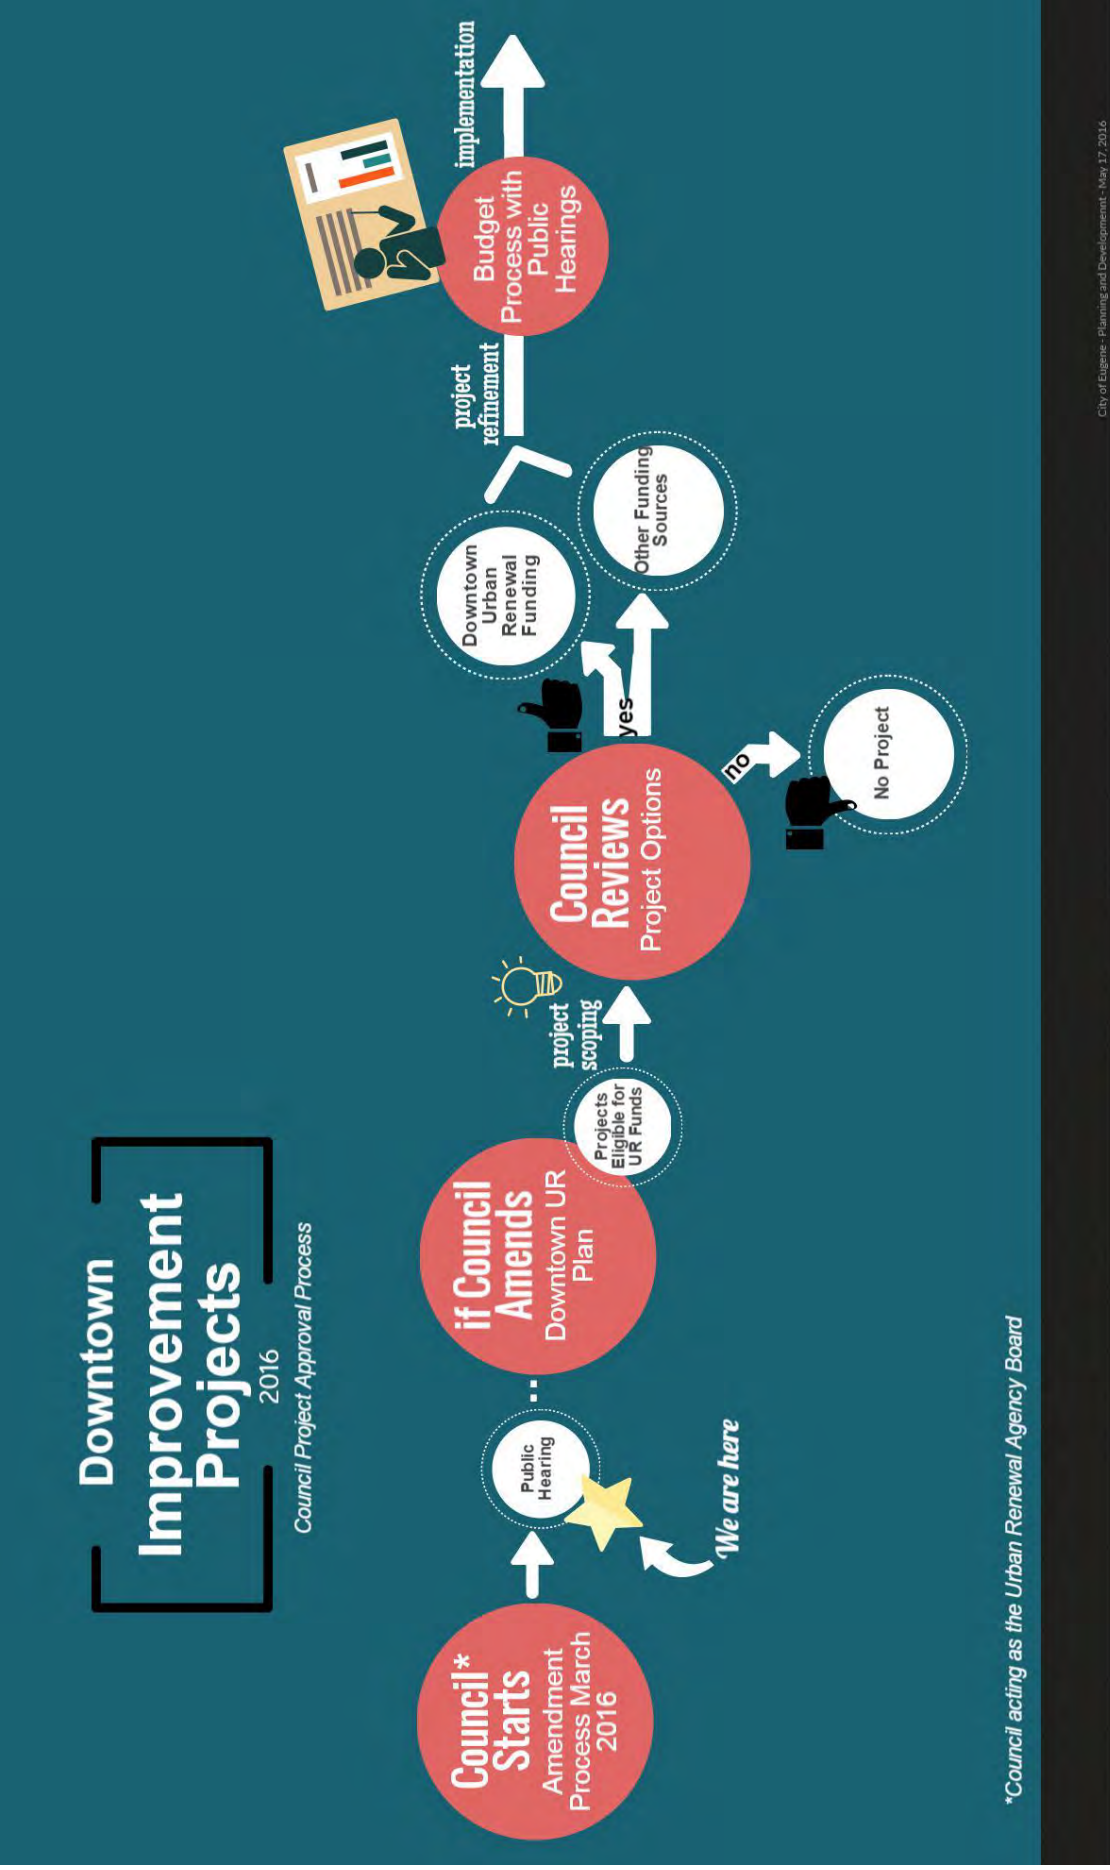 Downtown
Improvement
Projects
2016
Council Project Approval Process
Council*
Starts
Amendment
Process March
2016
Public
Hearing
We are here
if Council
Amends
Downtown UR
Plan
Projects
Eligible for
UR Funds
project
scoping
Council
Reviews
Project Options
yes
no
No Project
Downtown
Urban
Renewal
Funding
Other Funding
Sources
project
refinement
Budget
Process with
Public
Hearings
implementation
*Council acting as the Urban Renewal Agency Board
City of Eugene - Planning and Developmennt - May 17, 2016